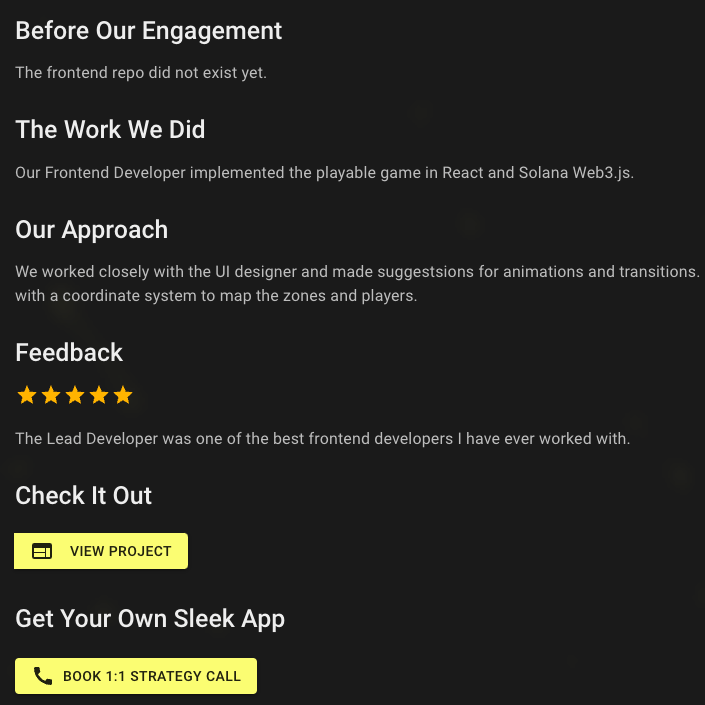 Before Our Engagement
The frontend repo did not exist yet.
The Work We Did
Our Frontend Developer implemented the playable game in React and Solana Web3.js.
Our Approach
We worked closely with the UI designer and made suggestsions for animations and transitions.
with a coordinate system to map the zones and players.
Feedback
The Lead Developer was one of the best frontend developers I have ever worked with.
Check It Out
VIEW PROJECT
Get Your Own Sleek App
BOOK 1:1 STRATEGY CALL